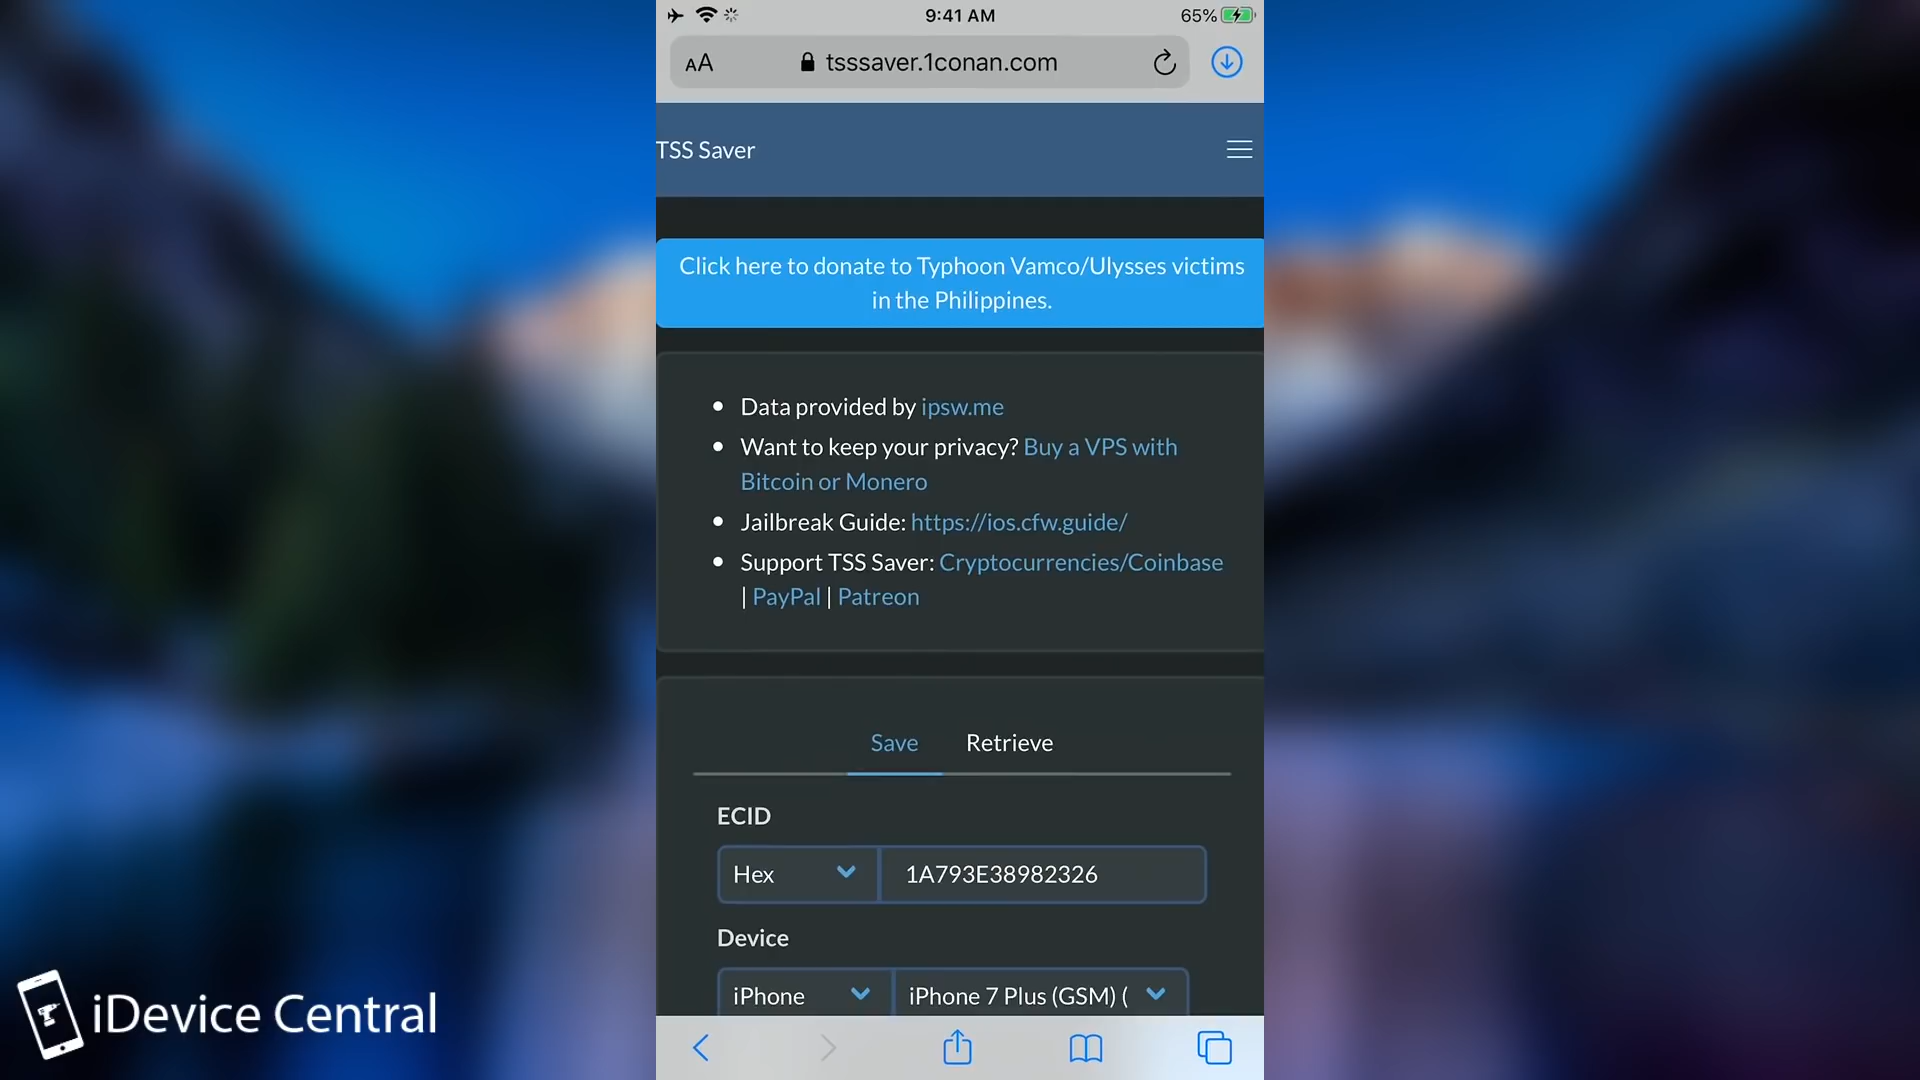 9:41 AM
65%
AA
tsssaver.1conan.com
TSS Saver
Click here to donate to Typhoon Vamco/Ulysses victims
in the Philippines.
Data provided by ipsw.me
Want to keep your privacy? Buy a VPS with
Bitcoin or Monero
Jailbreak Guide: https://ios.cfw.guide/
Support TSS Saver: Cryptocurrencies/Coinbase
| PayPal | Patreon
Save Retrieve
ECID
Hex 1A793E38982326
Device
iPhone iPhone 7 Plus (GSM) (
iDevice Central